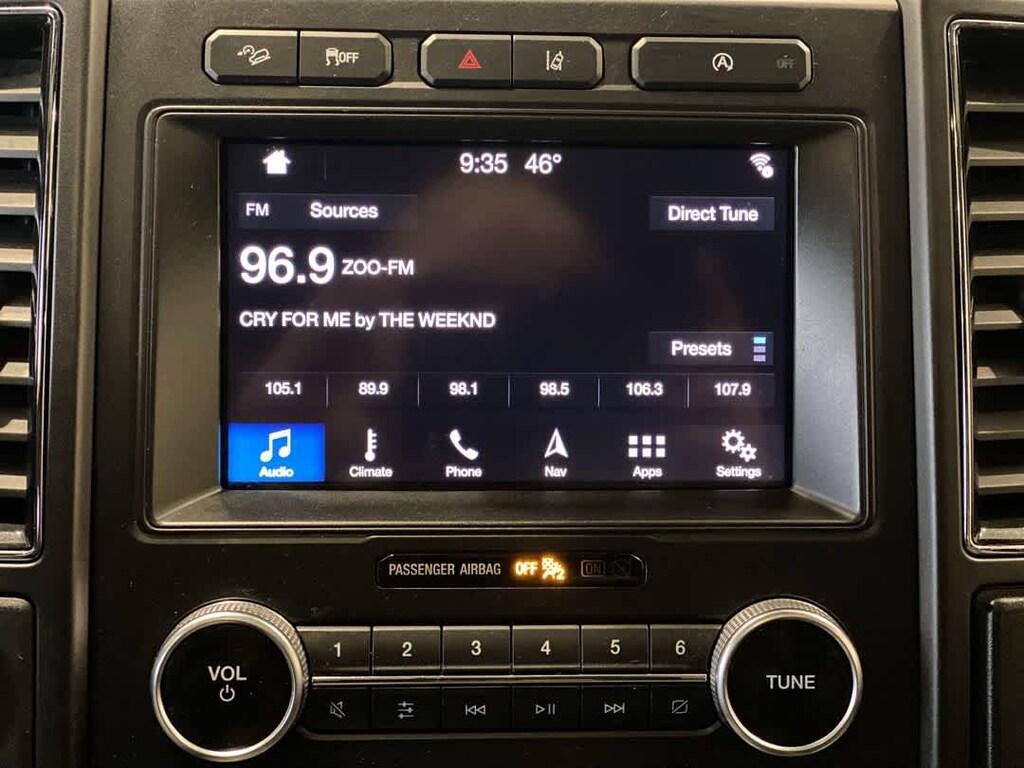 OFF
A OFF
9:35 46°
FM Sources Direct Tune
96.9 ZOO-FM
CRY FOR ME by THE WEEKND
Presets
105.1 89.9 98.1 98.5 106.3 107.9
Audio Climate Phone Nav Apps Settings
PASSENGER AIRBAG OFF 2 ON
1 2 3 4 5 6
VOL
TUNE